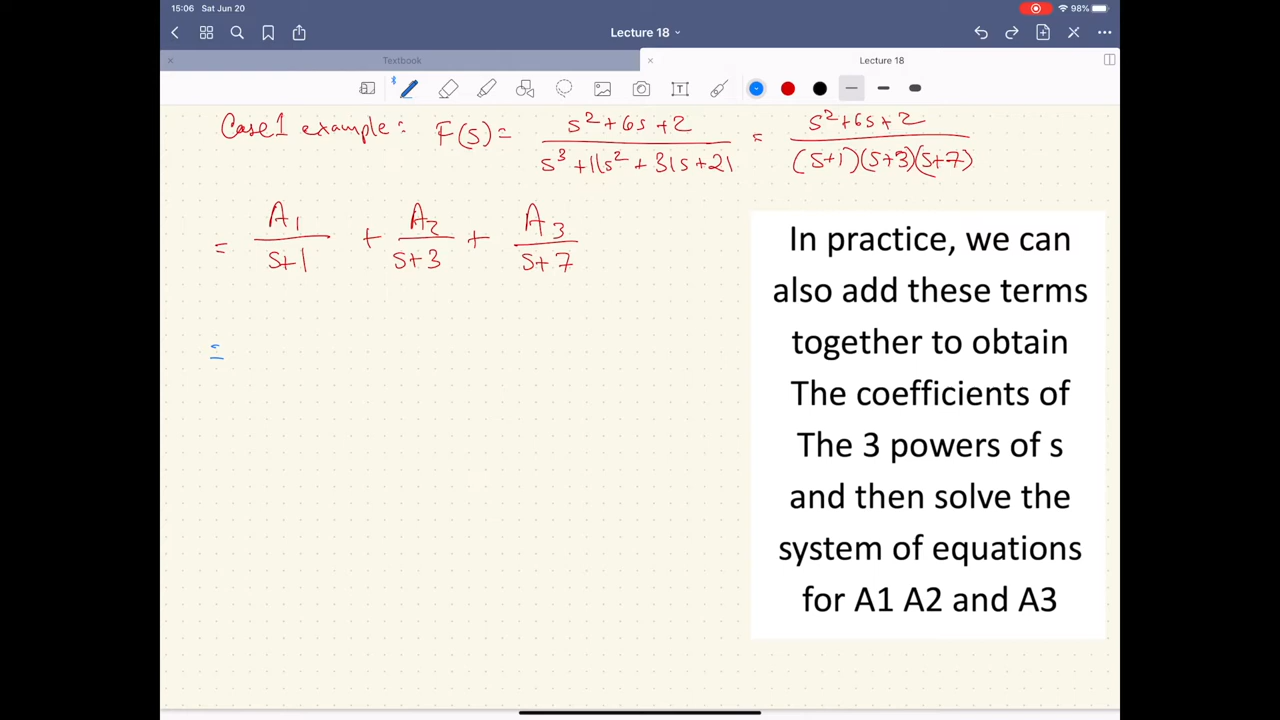 15:06 Sat Jun 20
98%
Lecture 18
Textbook
Lecture 18
Case 1 example: F(s) = s² + 6s + 2 / s³ + 11s² + 31s + 21 = s² + 6s + 2 / (s+1)(s+3)(s+7)
= A₁ / s+1 + A₂ / s+3 + A₃ / s+7
=
In practice, we can
also add these terms
together to obtain
The coefficients of
The 3 powers of s
and then solve the
system of equations
for A1 A2 and A3